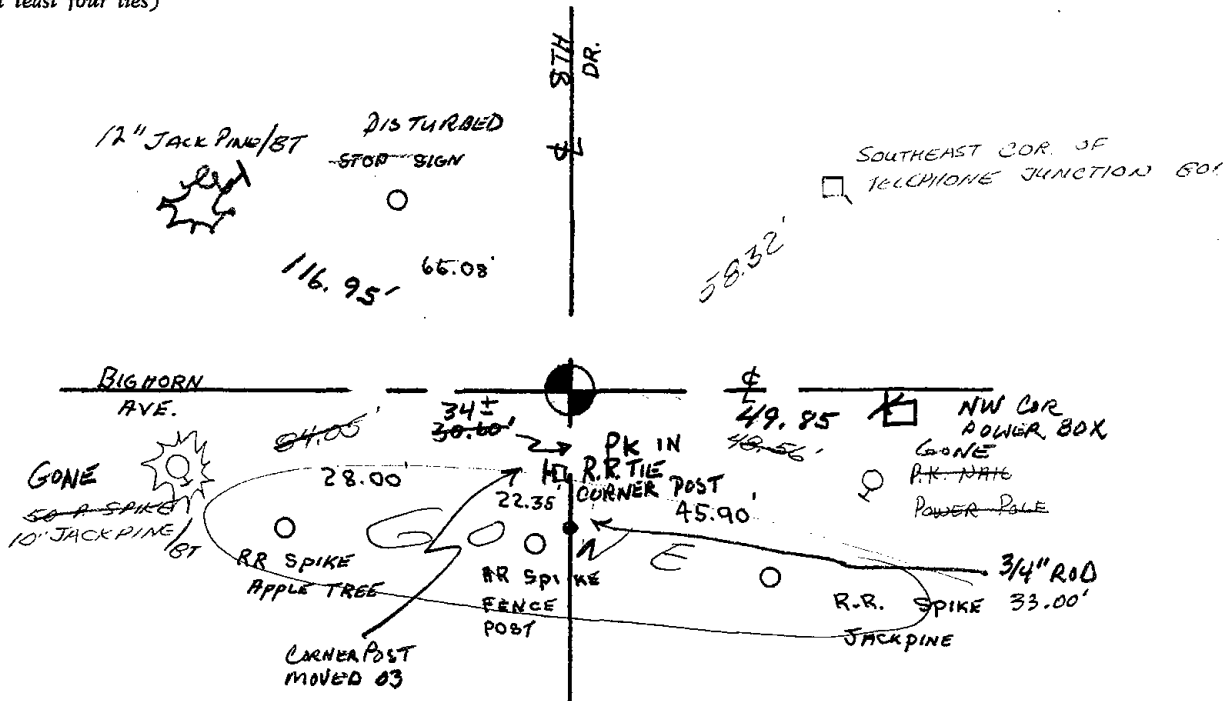 least four ties)
8TH
DR.
12" JACK PINE/BT
DISTURBED
STOP SIGN
SOUTHEAST COR. OF
TELEPHONE JUNCTION
116.95'
65.08'
58.32'
BIGHORN
AVE.
34±
30.60'
84.05'
℄
49.85
48.56'
NW COR
POWER BOX
GONE
P.K. NAIL
POWER POLE
PK IN
R.R. TIE
CORNER POST
GONE
10" JACKPINE/BT
28.00'
22.35'
45.90'
GONE
RR SPIKE
APPLE TREE
RR SPIKE
FENCE
POST
R.R. SPIKE
JACKPINE
3/4" ROD
33.00'
CORNER POST
MOVED 03